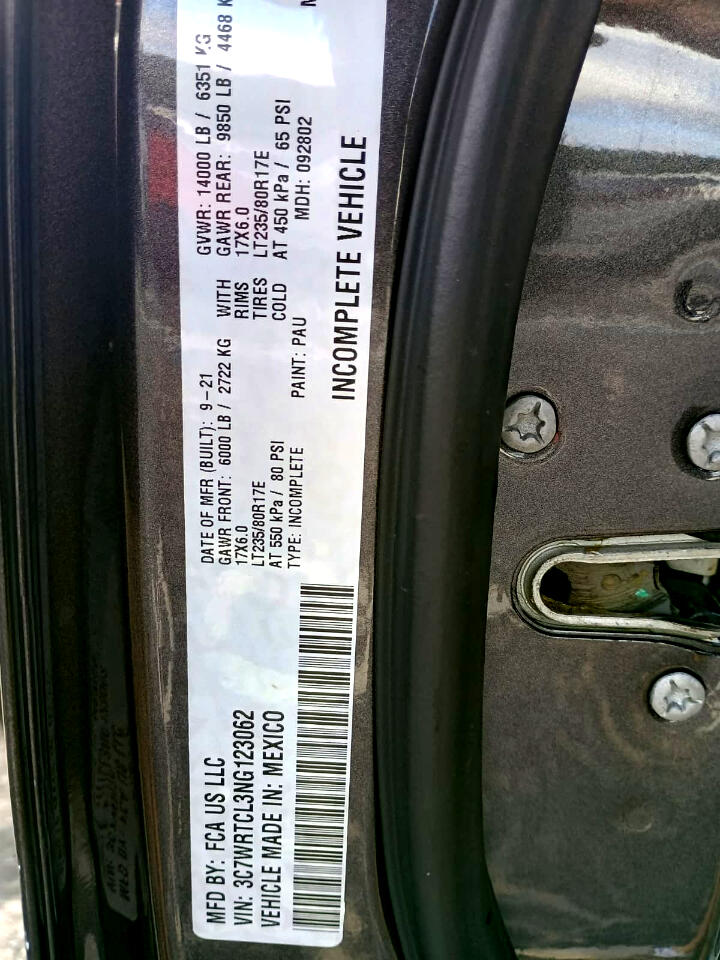 MFD BY: FCA US LLC
DATE OF MFR (BUILT): 9-21
GVWR: 14000 LB / 6351 KG
GAWR FRONT: 6000 LB / 2722 KG
WITH
GAWR REAR: 9850 LB / 4468 K
17X6.0
RIMS
17X6.0
LT235/80R17E
TIRES
LT235/80R17E
AT 550 kPa / 80 PSI
COLD
AT 450 kPa / 65 PSI
VIN: 3C7WRTCL3NG123062
TYPE: INCOMPLETE
PAINT: PAU
MDH: 092802
VEHICLE MADE IN: MEXICO
INCOMPLETE VEHICLE